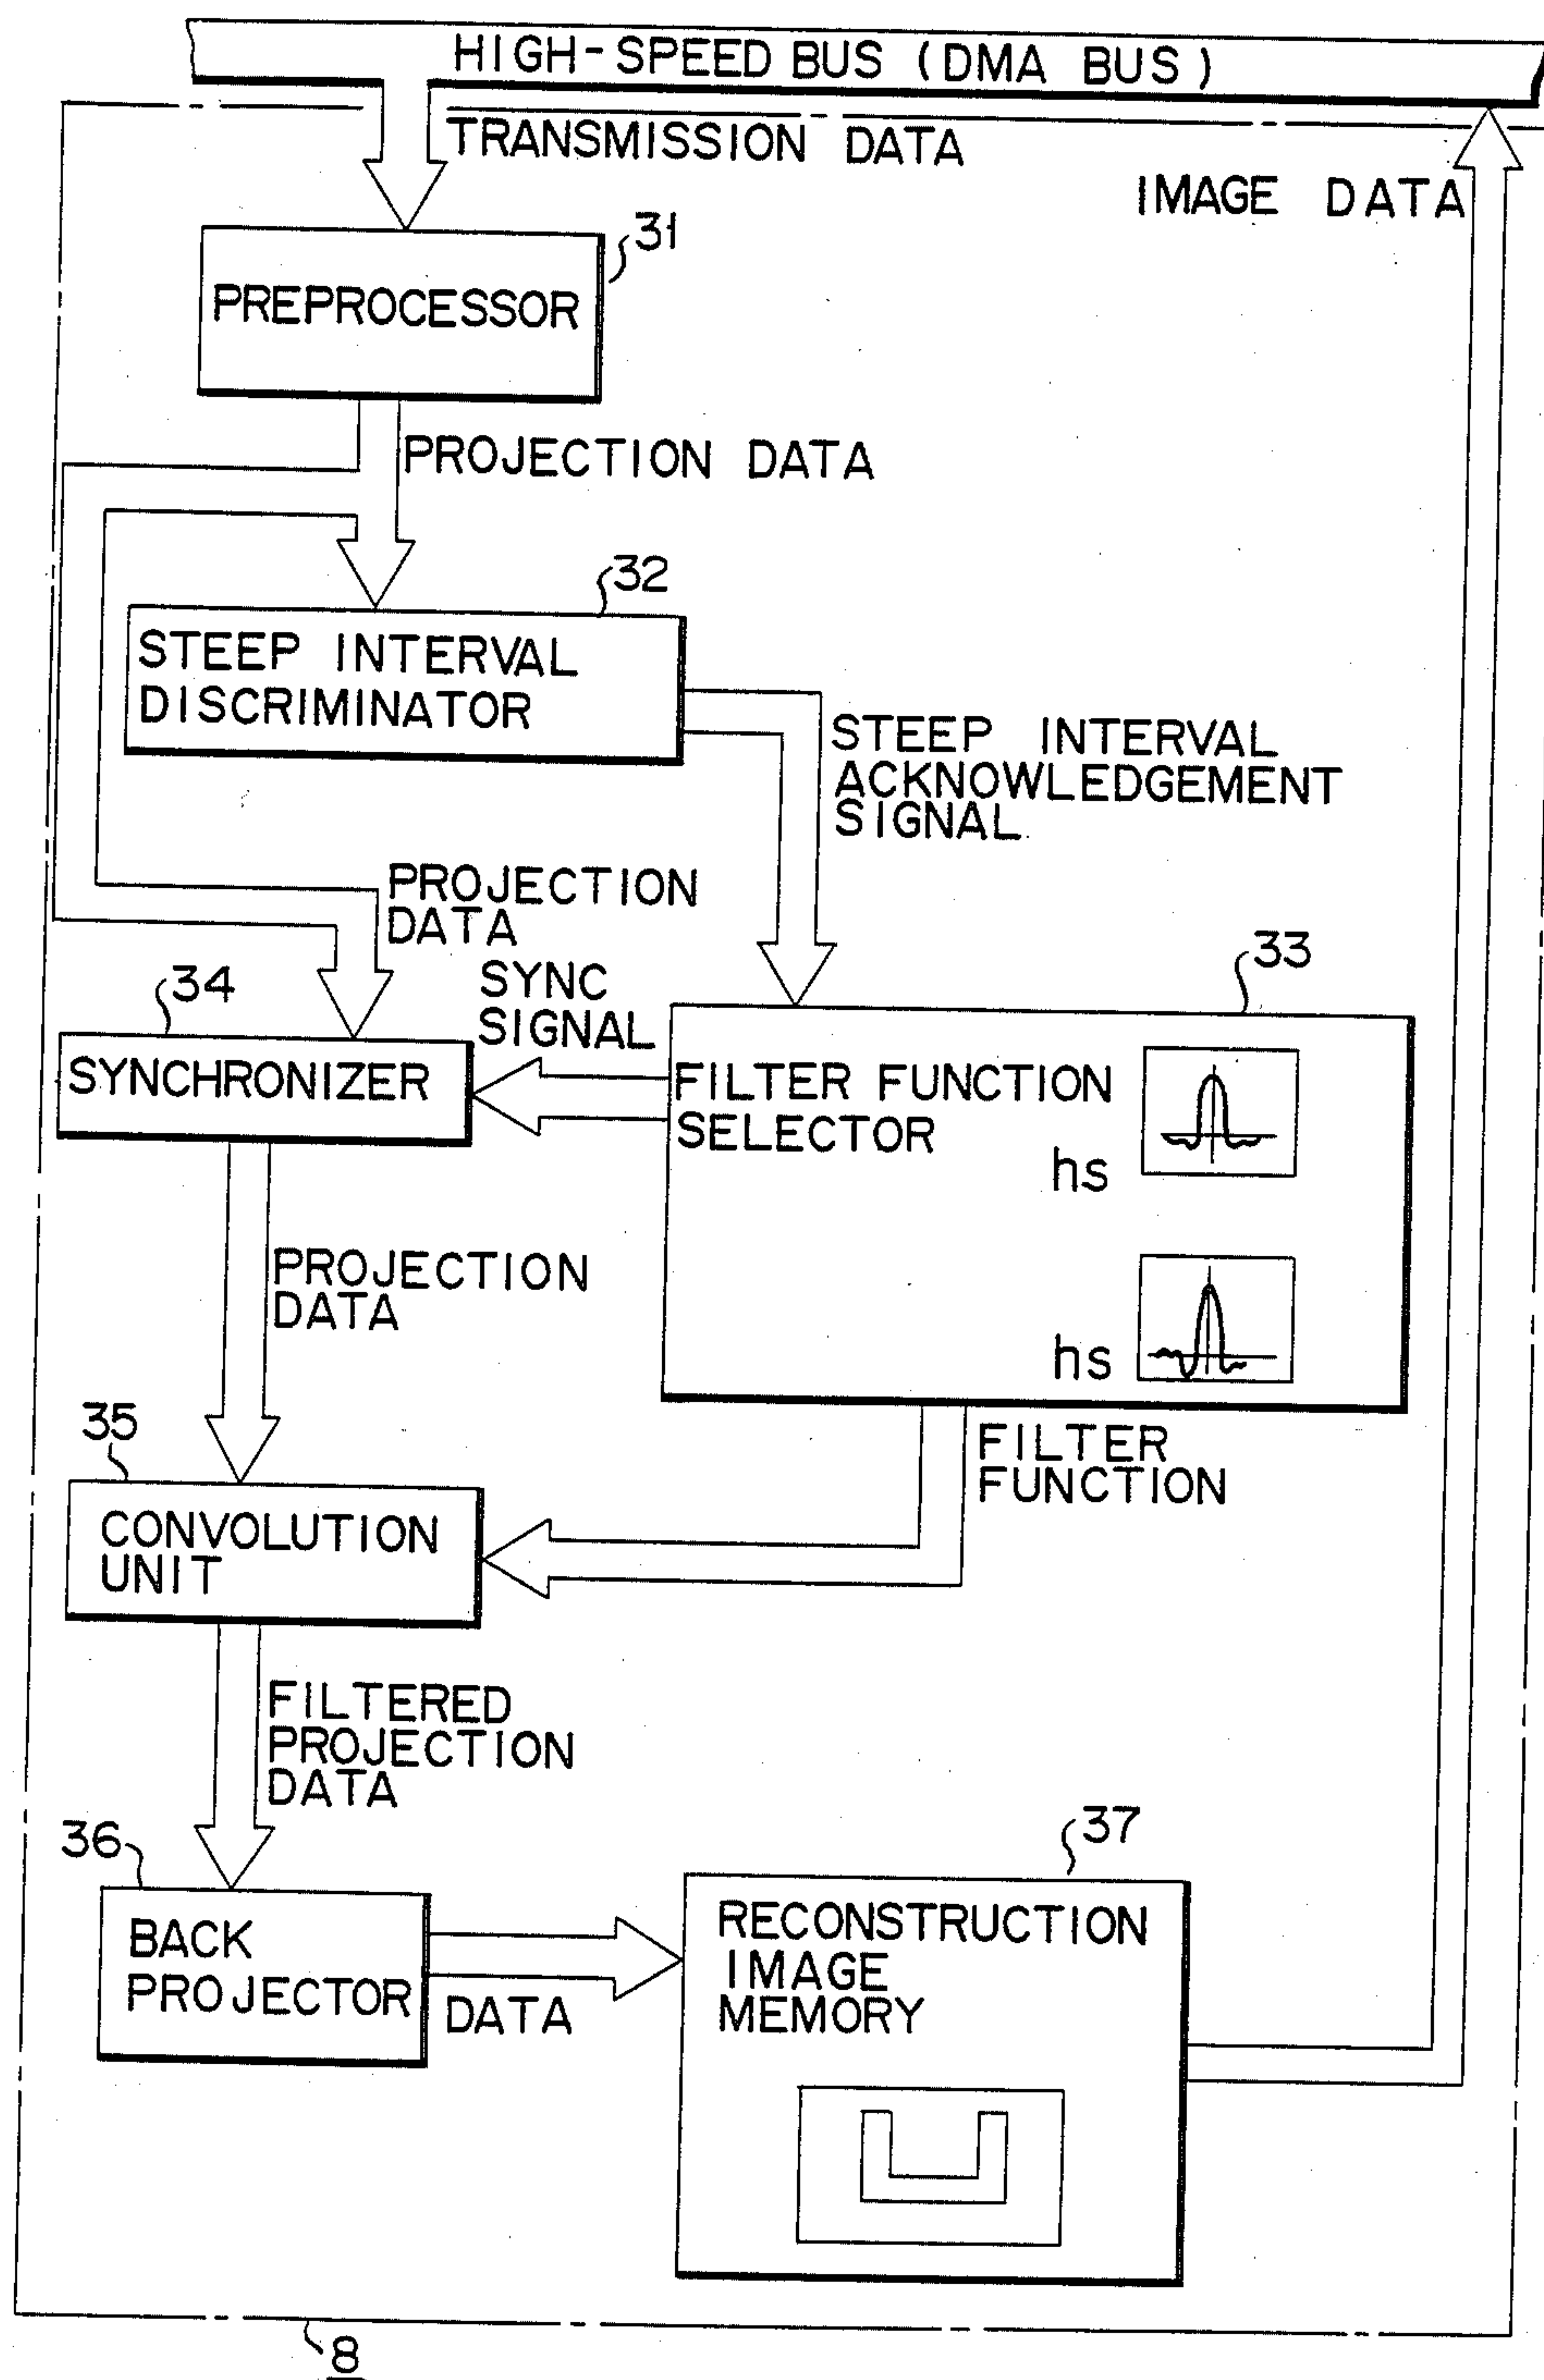 HIGH-SPEED BUS (DMA BUS)
TRANSMISSION DATA
IMAGE DATA
31
PREPROCESSOR
PROJECTION DATA
32
STEEP INTERVAL
DISCRIMINATOR
STEEP INTERVAL
ACKNOWLEDGEMENT
SIGNAL
PROJECTION
DATA
33
34
SYNC
SIGNAL
SYNCHRONIZER
FILTER FUNCTION
SELECTOR
hs
hs
PROJECTION
DATA
35
FILTER
FUNCTION
CONVOLUTION
UNIT
FILTERED
PROJECTION
DATA
36
37
BACK
PROJECTOR
DATA
RECONSTRUCTION
IMAGE
MEMORY
8